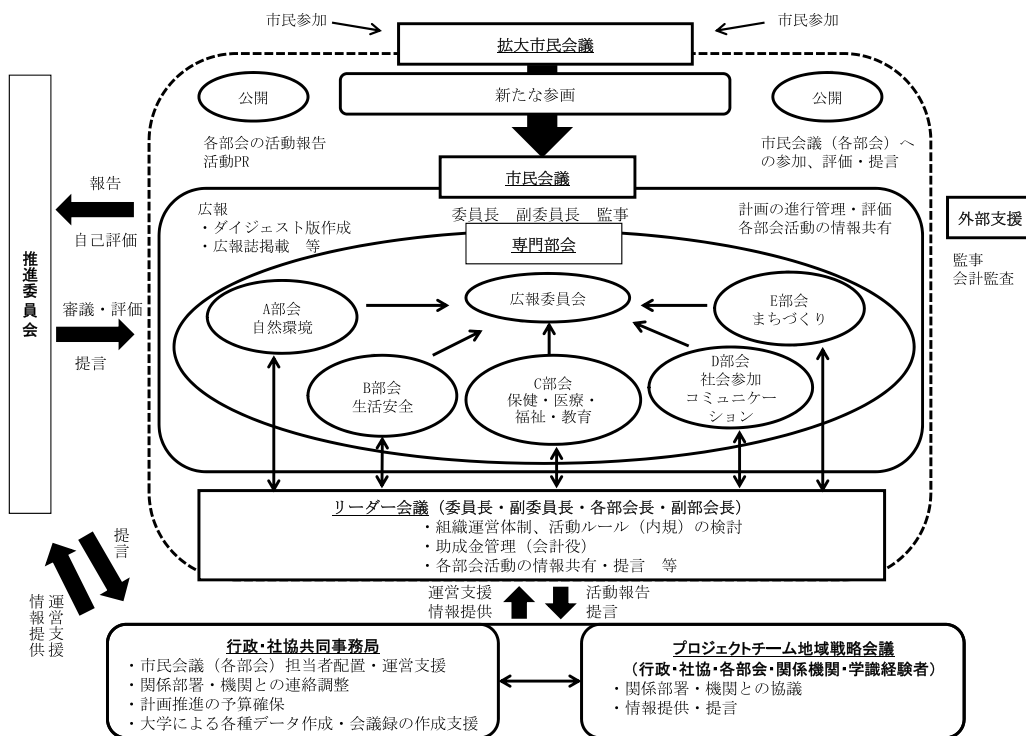 市民参加
市民参加
拡大市民会議
新たな参画
公開
公開
各部会の活動報告
活動PR
市民会議（各部会）へ
の参加、評価・提言
市民会議
委員長　副委員長　監事
広報
・ダイジェスト版作成
・広報誌掲載　等
計画の進行管理・評価
各部会活動の情報共有
専門部会
広報委員会
A部会
自然環境
B部会
生活安全
C部会
保健・医療・
福祉・教育
D部会
社会参加
コミュニケー
ション
E部会
まちづくり
推進委員会
報告
自己評価
審議・評価
提言
外部支援
監事
会計監査
リーダー会議（委員長・副委員長・各部会長・副部会長）
・組織運営体制、活動ルール（内規）の検討
・助成金管理（会計役）
・各部会活動の情報共有・提言　等
提言
運営支援
情報提供
運営支援
情報提供
活動報告
提言
行政・社協共同事務局
・市民会議（各部会）担当者配置・運営支援
・関係部署・機関との連絡調整
・計画推進の予算確保
・大学による各種データ作成・会議録の作成支援
プロジェクトチーム地域戦略会議
（行政・社協・各部会・関係機関・学識経験者）
・関係部署・機関との協議
・情報提供・提言